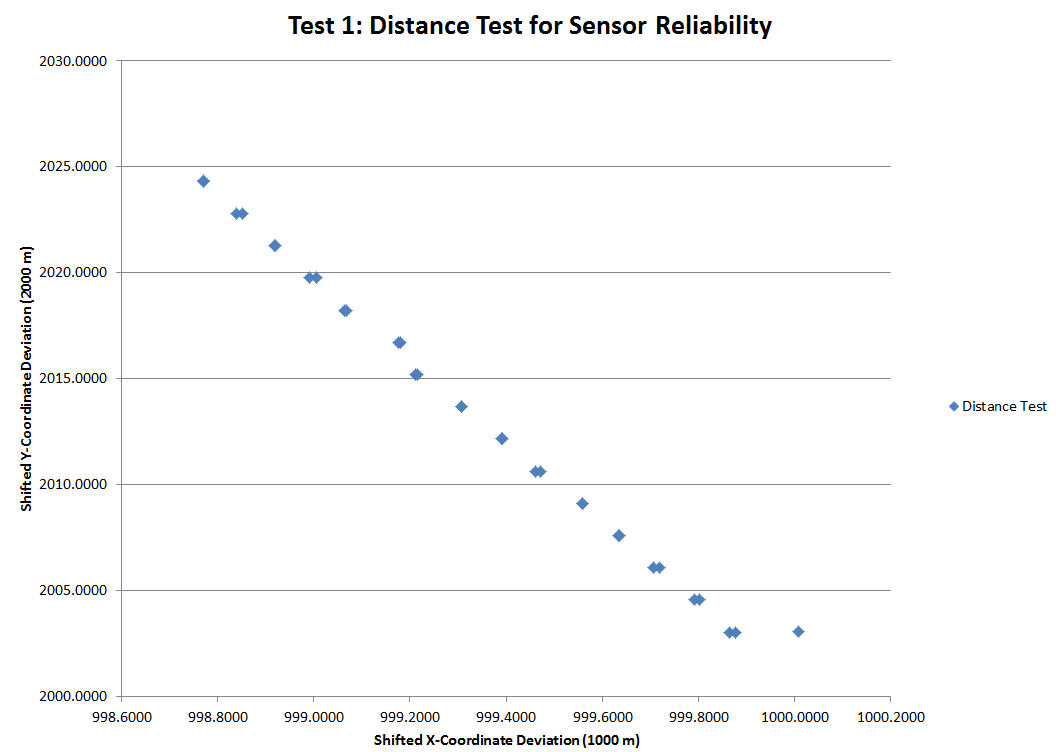 Test 1: Distance Test for Sensor Reliability
2030.0000
2025.0000
2020.0000
2015.0000
2010.0000
2005.0000
2000.0000
Shifted Y-Coordinate Deviation (2000 m)
Distance Test
998.6000 998.8000 999.0000 999.2000 999.4000 999.6000 999.8000 1000.0000 1000.2000
Shifted X-Coordinate Deviation (1000 m)